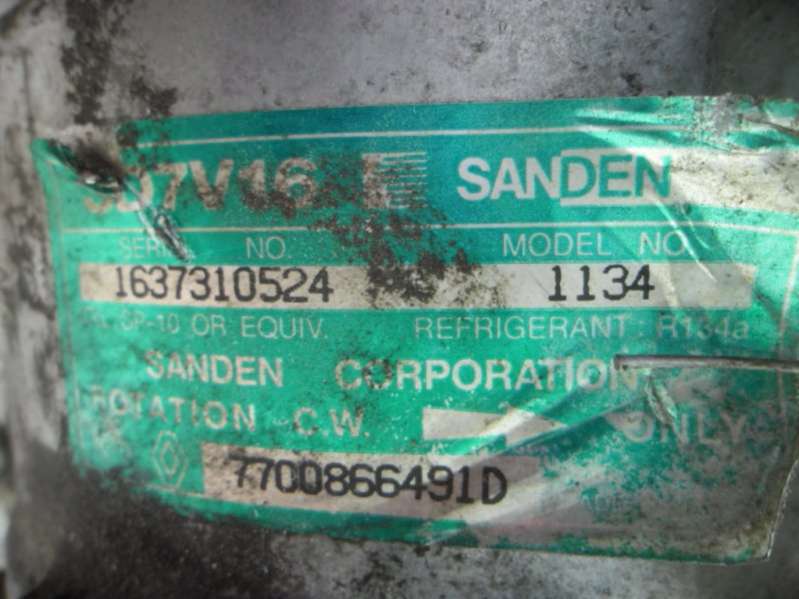 SD7V16 SANDEN
SERIAL NO. MODEL NO.
1637310524 1134
OR EQUIV. REFRIGERANT: R134a
SANDEN CORPORATION
ROTATION C.W. ONLY
7700866491D